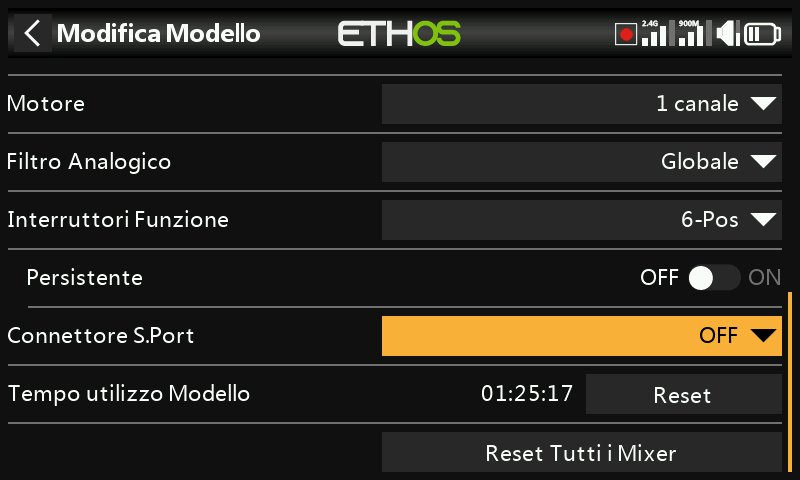 Modifica Modello
ETHOS
2.4G
900M
Motore
1 canale
Filtro Analogico
Globale
Interruttori Funzione
6-Pos
Persistente
OFF
ON
Connettore S.Port
OFF
Tempo utilizzo Modello
01:25:17
Reset
Reset Tutti i Mixer